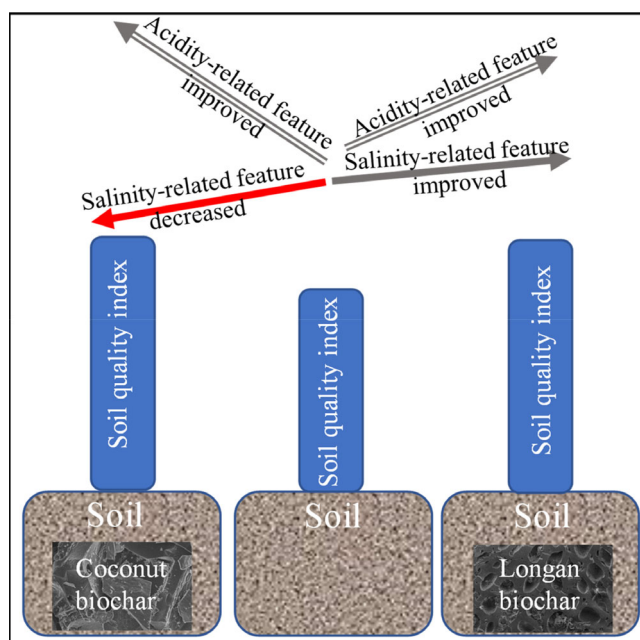 Acidity-related feature
improved
Acidity-related feature
improved
Salinity-related feature
improved
Salinity-related feature
decreased
Soil quality index
Soil quality index
Soil quality index
Soil
Coconut
biochar
Soil
Soil
Longan
biochar